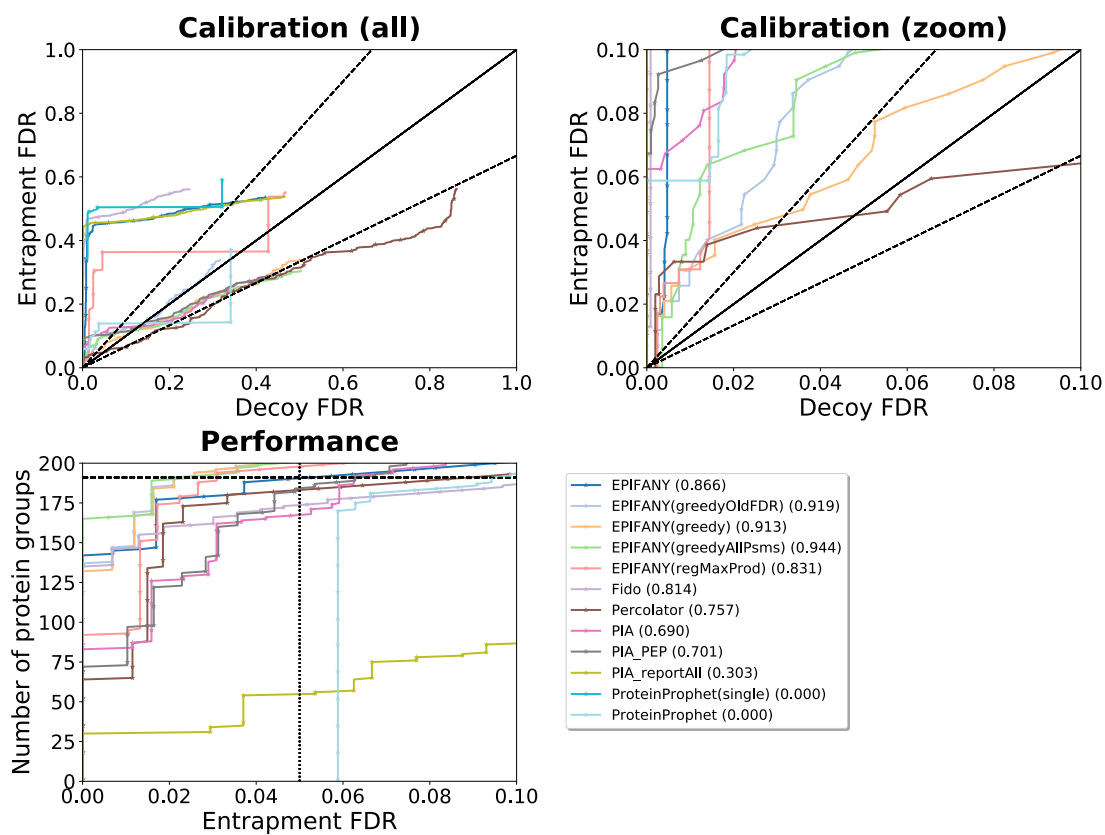 Calibration (all)
1.0
0.8
0.6
0.4
0.2
0.0
Entrapment FDR
0.0 0.2 0.4 0.6 0.8 1.0
Decoy FDR
Calibration (zoom)
0.10
0.08
0.06
0.04
0.02
0.00
Entrapment FDR
0.00 0.02 0.04 0.06 0.08 0.10
Decoy FDR
Performance
200
175
150
125
100
75
50
25
0
Number of protein groups
0.00 0.02 0.04 0.06 0.08 0.10
Entrapment FDR
EPIFANY (0.866)
EPIFANY(greedyOldFDR) (0.919)
EPIFANY(greedy) (0.913)
EPIFANY(greedyAllPsms) (0.944)
EPIFANY(regMaxProd) (0.831)
Fido (0.814)
Percolator (0.757)
PIA (0.690)
PIA_PEP (0.701)
PIA_reportAll (0.303)
ProteinProphet(single) (0.000)
ProteinProphet (0.000)